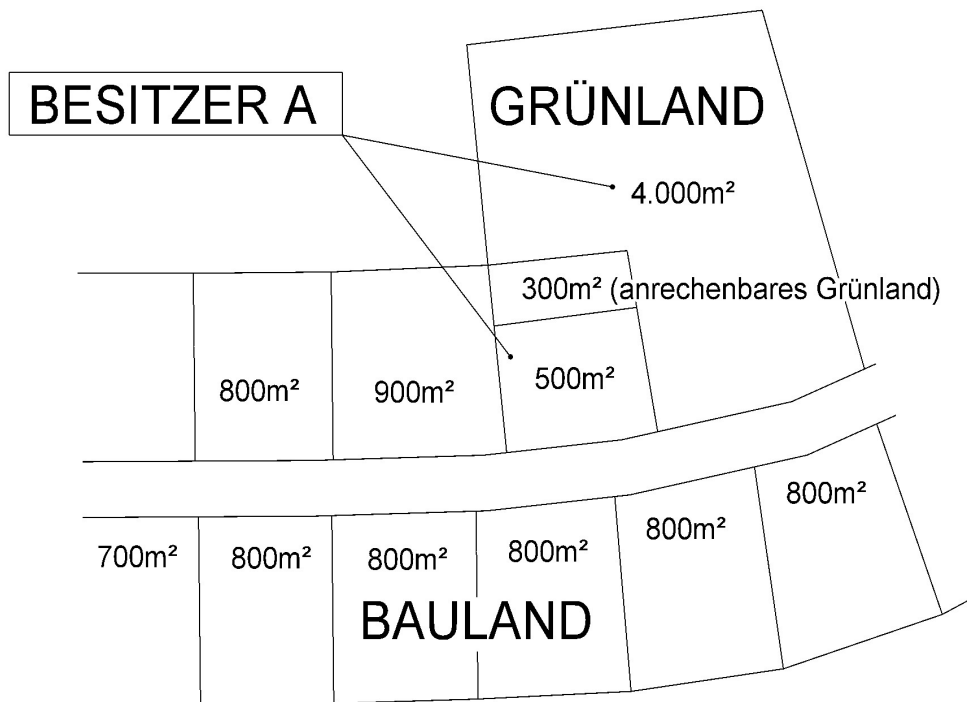 BESITZER A
GRÜNLAND
4.000m²
300m² (anrechenbares Grünland)
800m²
900m²
500m²
700m²
800m²
800m²
800m²
800m²
800m²
BAULAND